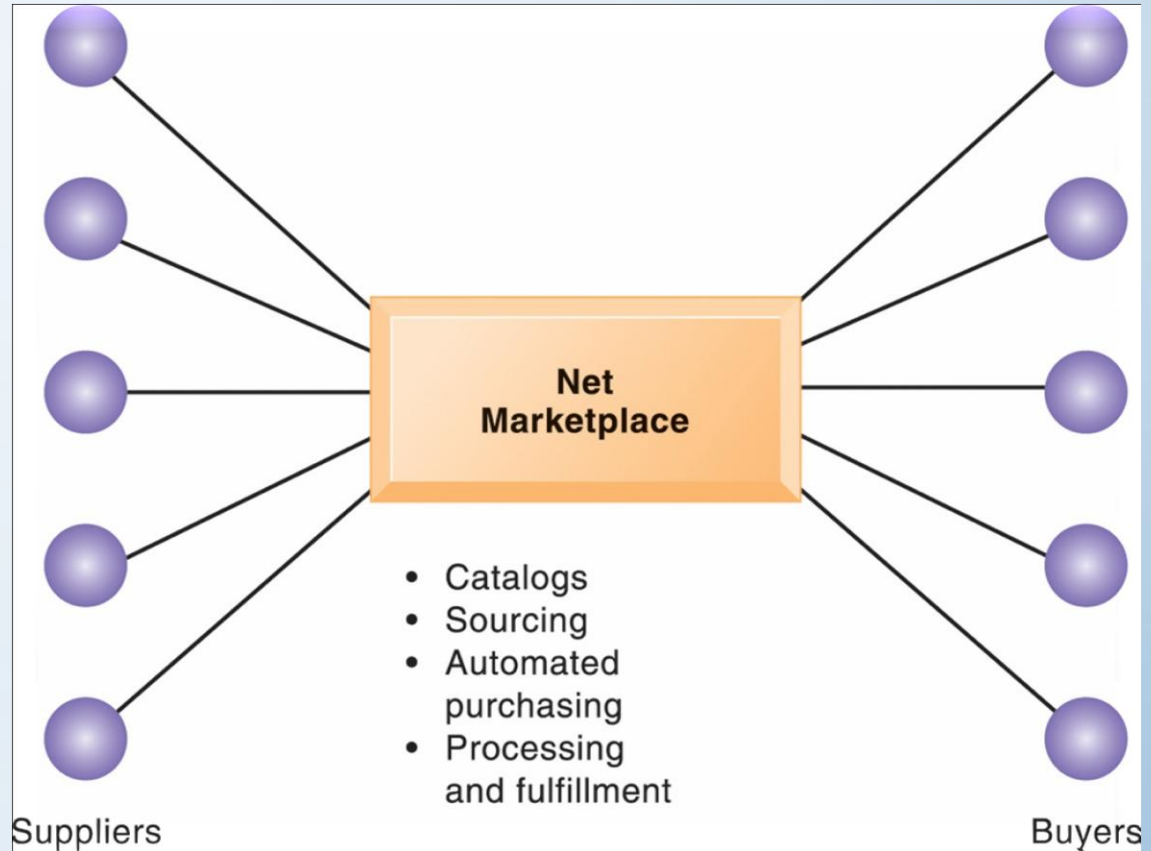 Net
Marketplace
• Catalogs
• Sourcing
• Automated
purchasing
• Processing
and fulfillment
Suppliers
Buyers